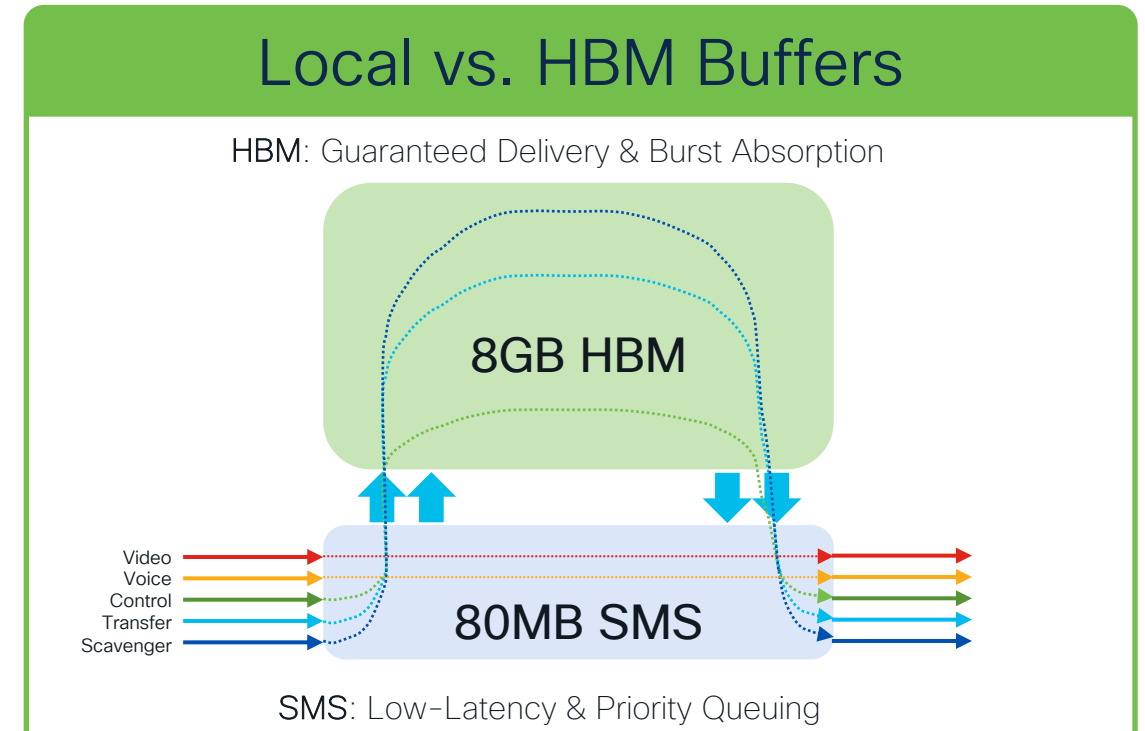 Local vs. HBM Buffers
HBM: Guaranteed Delivery & Burst Absorption
8GB HBM
Video
Voice
Control
Transfer
Scavenger
80MB SMS
SMS: Low-Latency & Priority Queuing